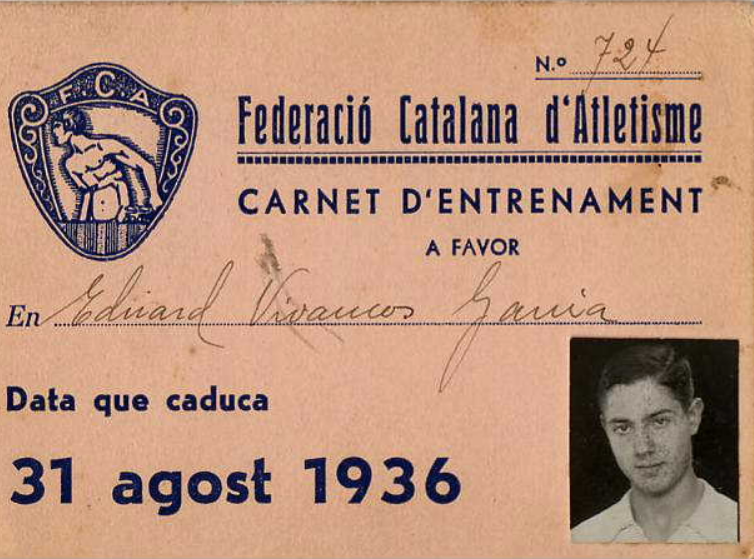 N.º 724
F.C.A
Federació Catalana d'Atletisme
CARNET D'ENTRENAMENT
A FAVOR
En Eduard Vivancos Garcia
Data que caduca
31 agost 1936